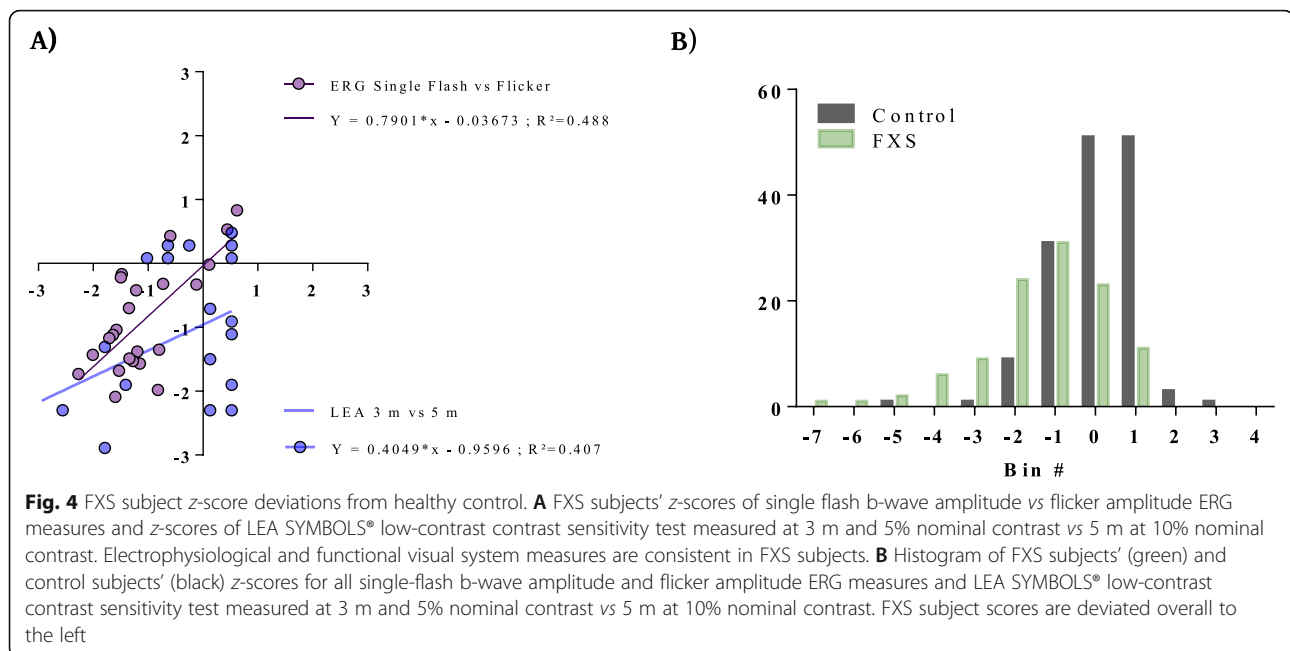 A)
3
2
1
-1
-2
-3
-3 -2 -1 1 2 3
ERG Single Flash vs Flicker
Y = 0.7901*x - 0.03673 ; R²=0.488
LEA 3 m vs 5 m
Y = 0.4049*x - 0.9596 ; R²=0.407
B)
60
40
20
0
Control
FXS
-7 -6 -5 -4 -3 -2 -1 0 1 2 3 4
Bin #
Fig. 4 FXS subject z-score deviations from healthy control. A FXS subjects' z-scores of single flash b-wave amplitude vs flicker amplitude ERG
measures and z-scores of LEA SYMBOLS® low-contrast contrast sensitivity test measured at 3 m and 5% nominal contrast vs 5 m at 10% nominal
contrast. Electrophysiological and functional visual system measures are consistent in FXS subjects. B Histogram of FXS subjects' (green) and
control subjects' (black) z-scores for all single-flash b-wave amplitude and flicker amplitude ERG measures and LEA SYMBOLS® low-contrast
contrast sensitivity test measured at 3 m and 5% nominal contrast vs 5 m at 10% nominal contrast. FXS subject scores are deviated overall to
the left